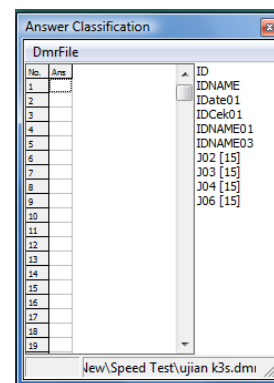 Answer Classification
DmrFile
No. Ans
1
2
3
4
5
6
7
8
9
10
11
12
13
14
15
16
17
18
19
ID
IDNAME
IDate01
IDCek01
IDNAME01
IDNAME03
J02 [15]
J03 [15]
J04 [15]
J06 [15]
New\Speed Test\ujian k3s.dmr